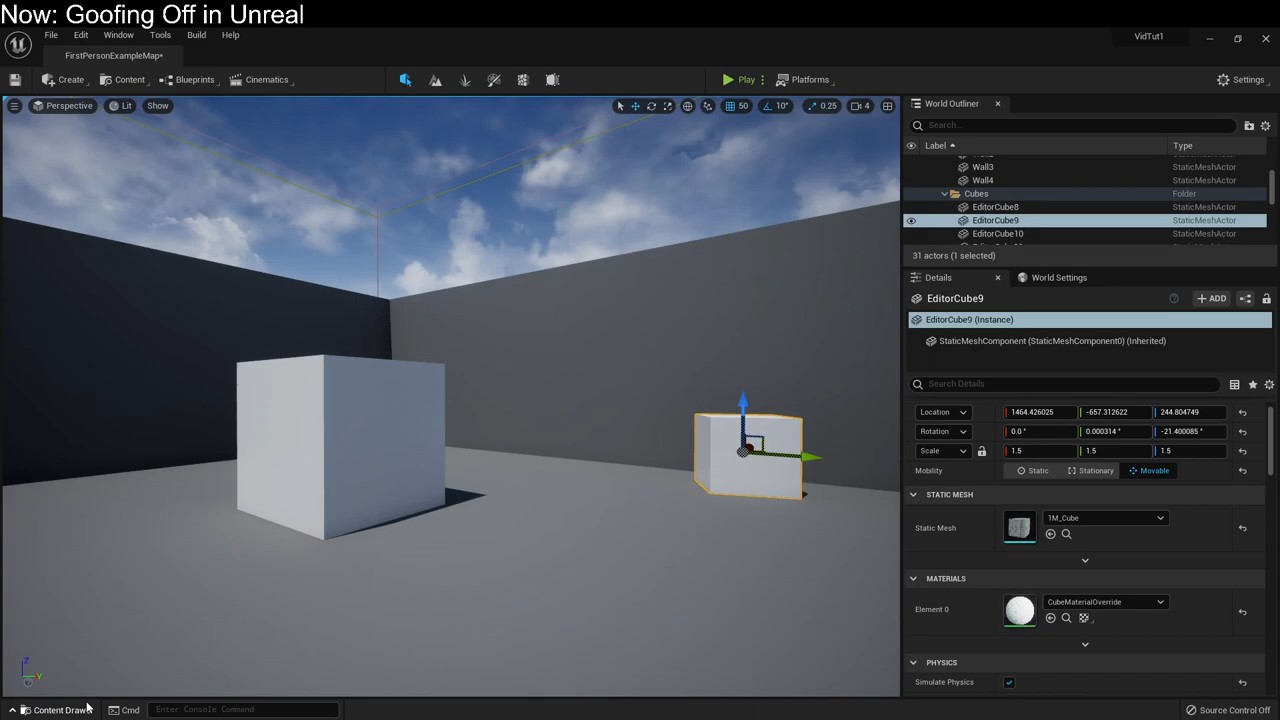 Now: Goofing Off in Unreal
File Edit Window Tools Build Help
VidTut1
FirstPersonExampleMap*
Create Content Blueprints Cinematics Play Platforms Settings
Perspective Lit Show 50 10° 0.25 4
World Outliner
Search...
Label Type
Wall3 StaticMeshActor
Wall4 StaticMeshActor
Cubes Folder
EditorCube8 StaticMeshActor
EditorCube9 StaticMeshActor
EditorCube10 StaticMeshActor
31 actors (1 selected)
Details World Settings
EditorCube9 ADD
EditorCube9 (Instance)
StaticMeshComponent (StaticMeshComponent0) (Inherited)
Search Details
Location 1464.426025 -657.312622 244.804749
Rotation 0.0 ° 0.000314 ° -21.400085 °
Scale 1.5 1.5 1.5
Mobility Static Stationary Movable
STATIC MESH
Static Mesh 1M_Cube
MATERIALS
Element 0 CubeMaterialOverride
PHYSICS
Simulate Physics
Z
Y
Content Drawer Cmd Enter Console Command Source Control Off